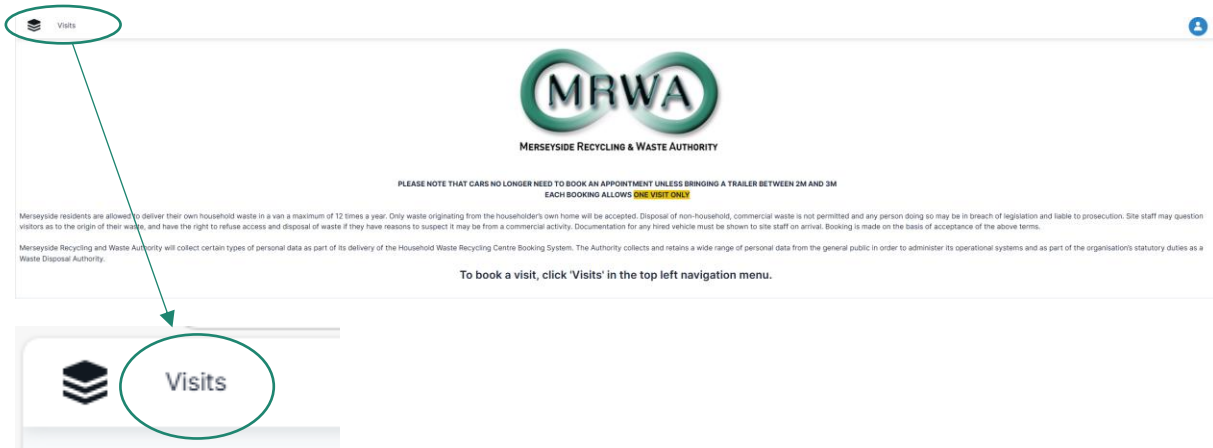 Visits
MRWA
MERSEYSIDE RECYCLING & WASTE AUTHORITY
PLEASE NOTE THAT CARS NO LONGER NEED TO BOOK AN APPOINTMENT UNLESS BRINGING A TRAILER BETWEEN 2M AND 3M
EACH BOOKING ALLOWS ONE VISIT ONLY
Merseyside residents are allowed to deliver their own household waste in a van a maximum of 12 times a year. Only waste originating from the householder's own home will be accepted. Disposal of non-household, commercial waste is not permitted and any person doing so may be in breach of legislation and liable to prosecution. Site staff may question
visitors as to the origin of their waste, and have the right to refuse access and disposal of waste if they have reasons to suspect it may be from a commercial activity. Documentation for any hired vehicle must be shown to site staff on arrival. Booking is made on the basis of acceptance of the above terms.
Merseyside Recycling and Waste Authority will collect certain types of personal data as part of its delivery of the Household Waste Recycling Centre Booking System. The Authority collects and retains a wide range of personal data from the general public in order to administer its operational systems and as part of the organisation's statutory duties as a
Waste Disposal Authority.
To book a visit, click 'Visits' in the top left navigation menu.
Visits